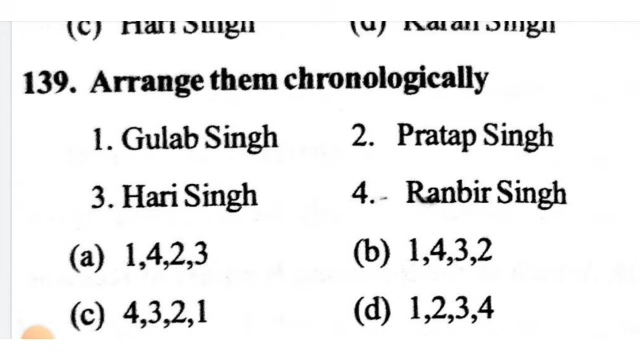 (c) Hari Singh (d) Karan Singh
139. Arrange them chronologically
1. Gulab Singh 2. Pratap Singh
3. Hari Singh 4.- Ranbir Singh
(a) 1,4,2,3 (b) 1,4,3,2
(c) 4,3,2,1 (d) 1,2,3,4